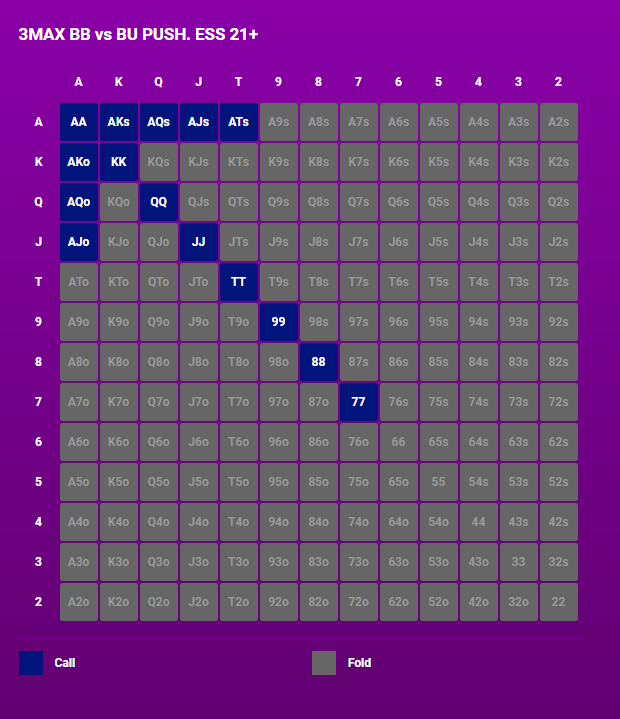 3MAX BB vs BU PUSH. ESS 21+
A K Q J T 9 8 7 6 5 4 3 2
A AA AKs AQs AJs ATs A9s A8s A7s A6s A5s A4s A3s A2s
K AKo KK KQs KJs KTs K9s K8s K7s K6s K5s K4s K3s K2s
Q AQo KQo QQ QJs QTs Q9s Q8s Q7s Q6s Q5s Q4s Q3s Q2s
J AJo KJo QJo JJ JTs J9s J8s J7s J6s J5s J4s J3s J2s
T ATo KTo QTo JTo TT T9s T8s T7s T6s T5s T4s T3s T2s
9 A9o K9o Q9o J9o T9o 99 98s 97s 96s 95s 94s 93s 92s
8 A8o K8o Q8o J8o T8o 98o 88 87s 86s 85s 84s 83s 82s
7 A7o K7o Q7o J7o T7o 97o 87o 77 76s 75s 74s 73s 72s
6 A6o K6o Q6o J6o T6o 96o 86o 76o 66 65s 64s 63s 62s
5 A5o K5o Q5o J5o T5o 95o 85o 75o 65o 55 54s 53s 52s
4 A4o K4o Q4o J4o T4o 94o 84o 74o 64o 54o 44 43s 42s
3 A3o K3o Q3o J3o T3o 93o 83o 73o 63o 53o 43o 33 32s
2 A2o K2o Q2o J2o T2o 92o 82o 72o 62o 52o 42o 32o 22
Call Fold